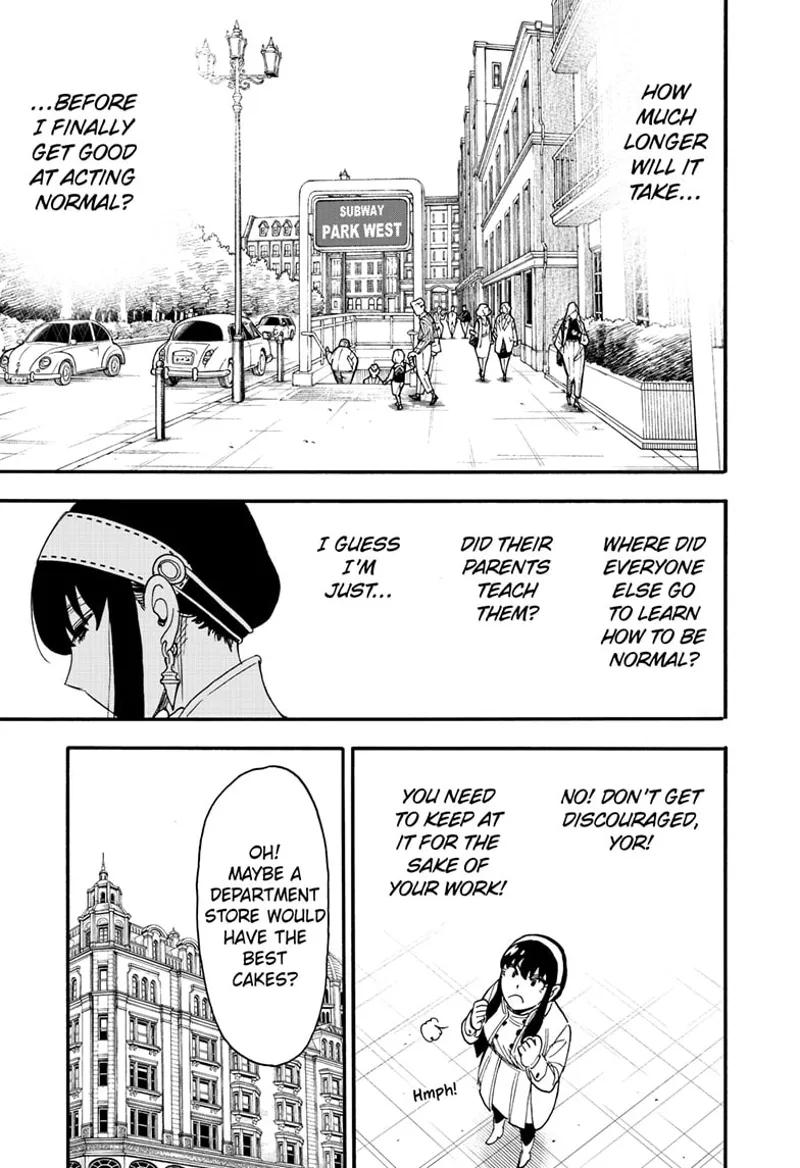 HOW
MUCH
LONGER
WILL IT
TAKE...
...BEFORE
I FINALLY
GET GOOD
AT ACTING
NORMAL?
SUBWAY
PARK WEST
WHERE DID
EVERYONE
ELSE GO
TO LEARN
HOW TO BE
NORMAL?
DID THEIR
PARENTS
TEACH
THEM?
I GUESS
I'M
JUST...
NO! DON'T GET
DISCOURAGED,
YOR!
YOU NEED
TO KEEP AT
IT FOR THE
SAKE OF
YOUR WORK!
Hmph!
OH!
MAYBE A
DEPARTMENT
STORE WOULD
HAVE THE
BEST
CAKES?